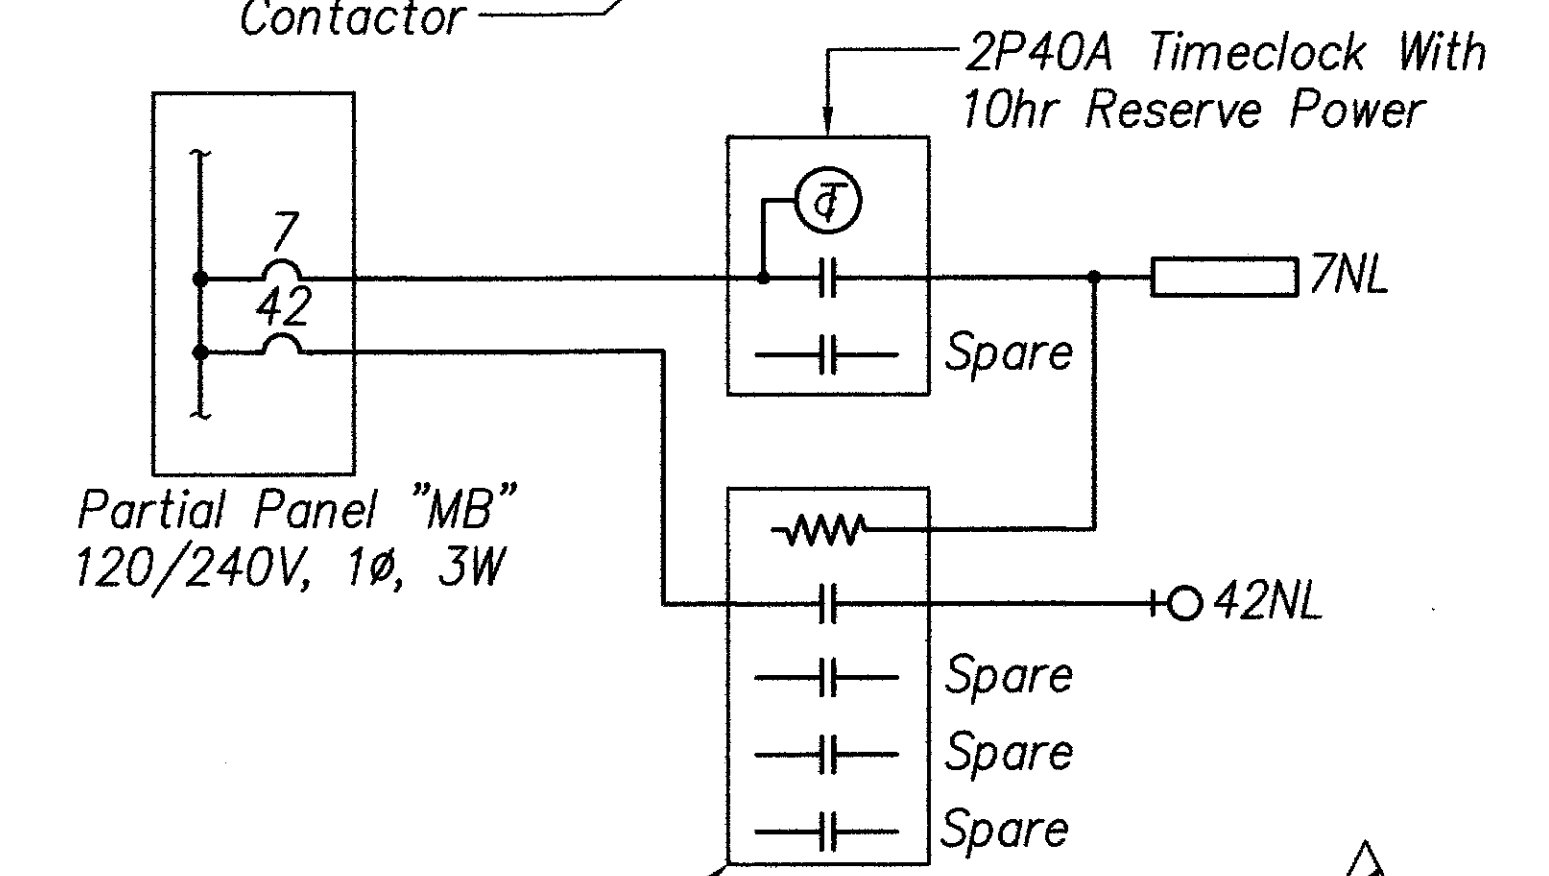 Contactor
2P40A Timeclock With
10hr Reserve Power
7
42
7NL
Spare
Partial Panel "MB"
120/240V, 1ø, 3W
42NL
Spare
Spare
Spare